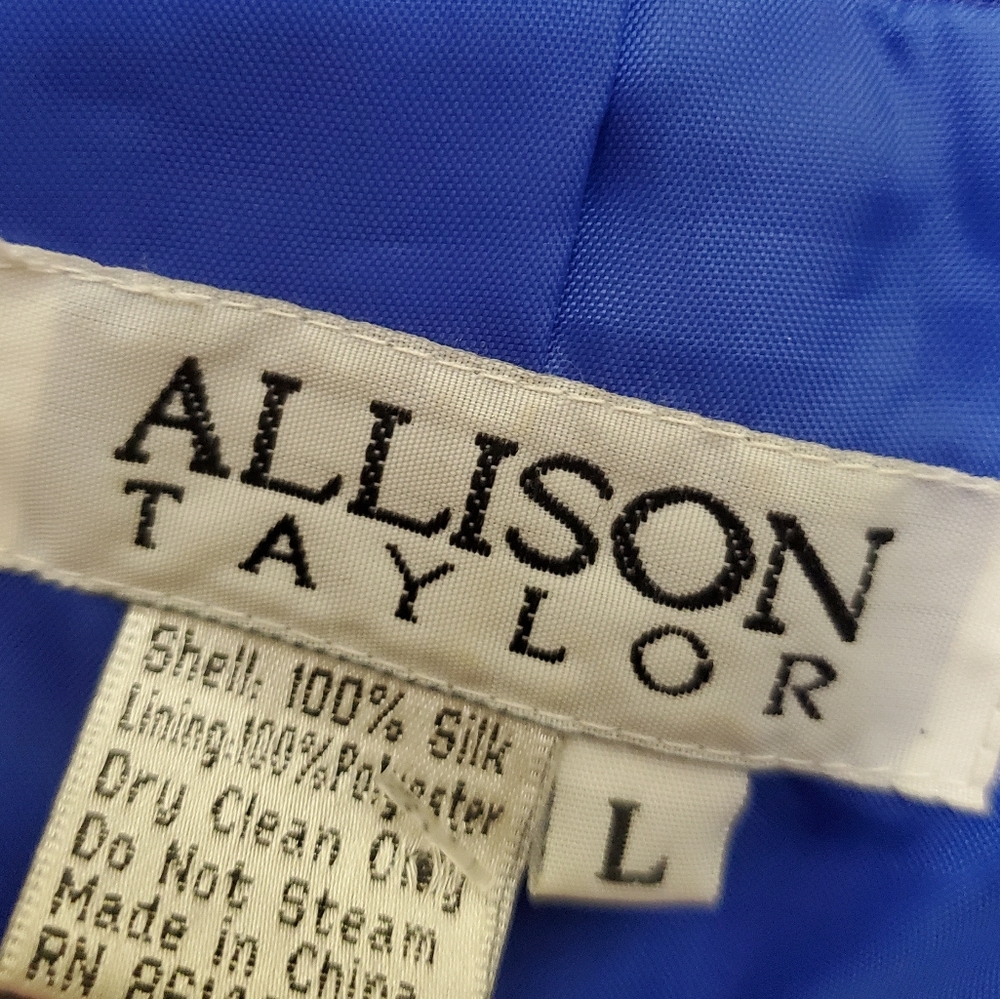 ALLISON
TAYLOR
L
Shell: 100% Silk
Lining:100%Polyester
Dry Clean Only
Do Not Steam
Made in China
RN